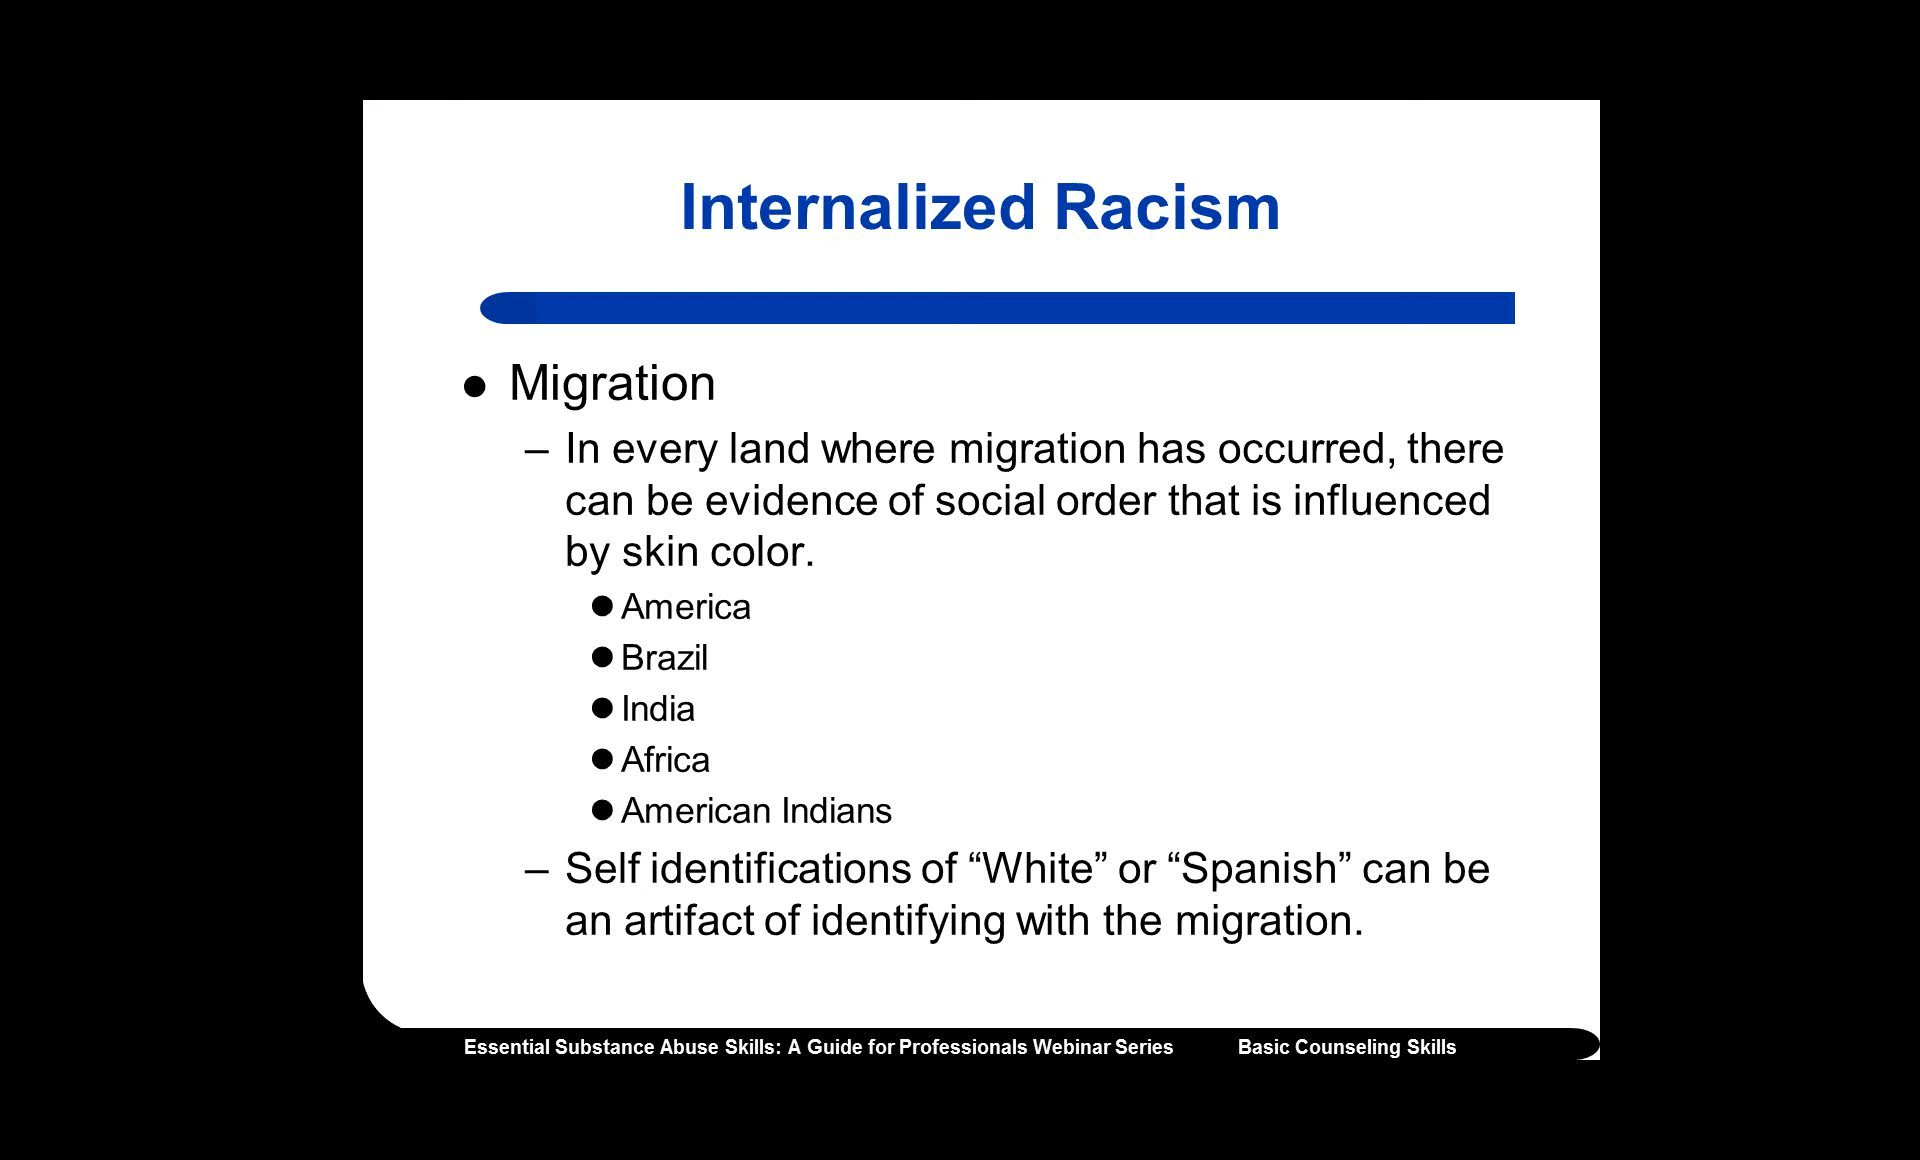 Internalized Racism
● Migration
– In every land where migration has occurred, there
can be evidence of social order that is influenced
by skin color.
● America
● Brazil
● India
● Africa
● American Indians
– Self identifications of “White” or “Spanish” can be
an artifact of identifying with the migration.
Essential Substance Abuse Skills: A Guide for Professionals Webinar Series Basic Counseling Skills